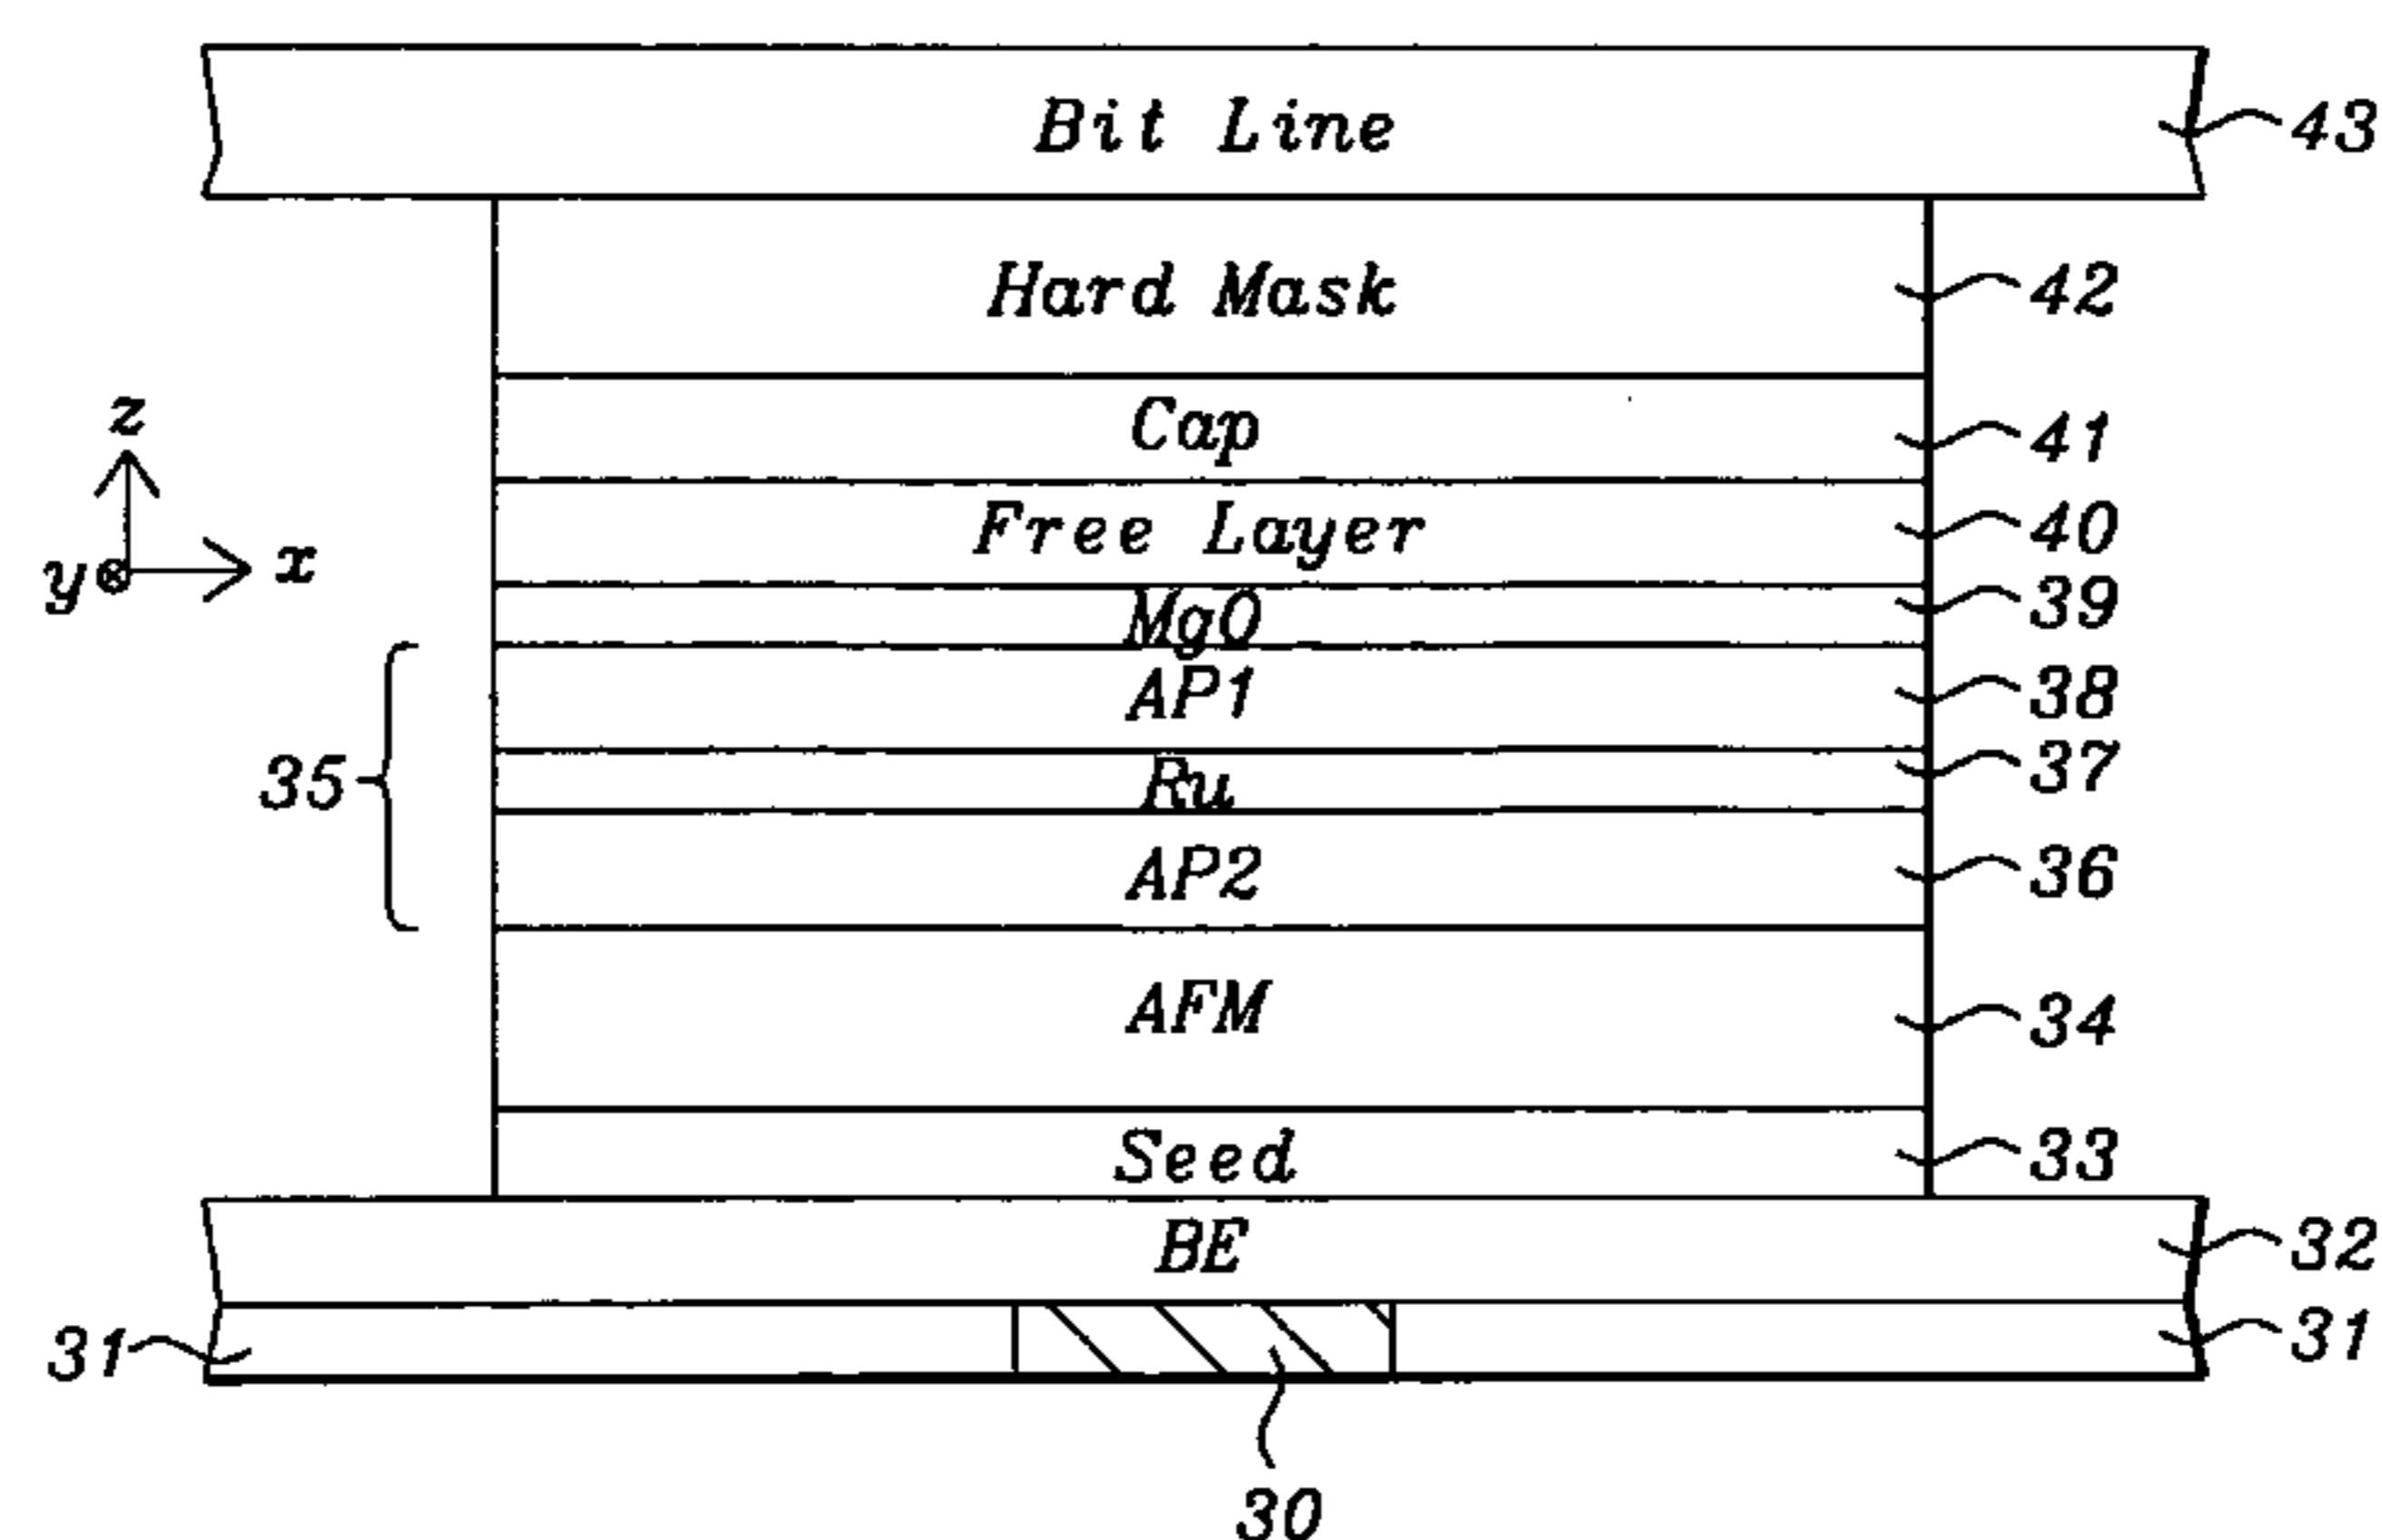 Bit Line 43
Hard Mask 42
z
Cap 41
Free Layer 40
y x
MgO 39
AP1 38
35
Ru 37
AP2 36
AFM 34
Seed 33
BE 32
31 31
30